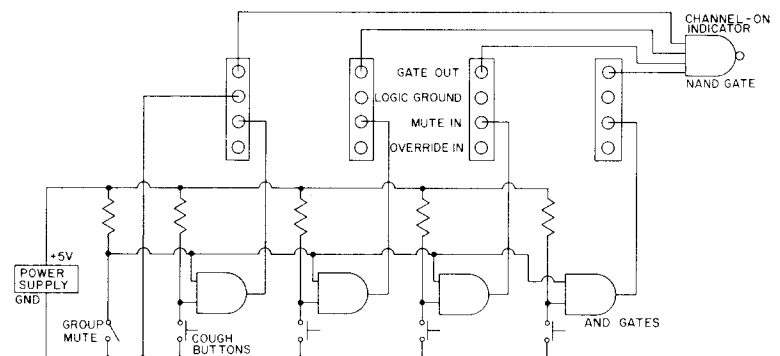 CHANNEL-ON
INDICATOR
NAND GATE
GATE OUT
LOGIC GROUND
MUTE IN
OVERRIDE IN
+5V
POWER
SUPPLY
GND
GROUP
MUTE
COUGH
BUTTONS
AND GATES